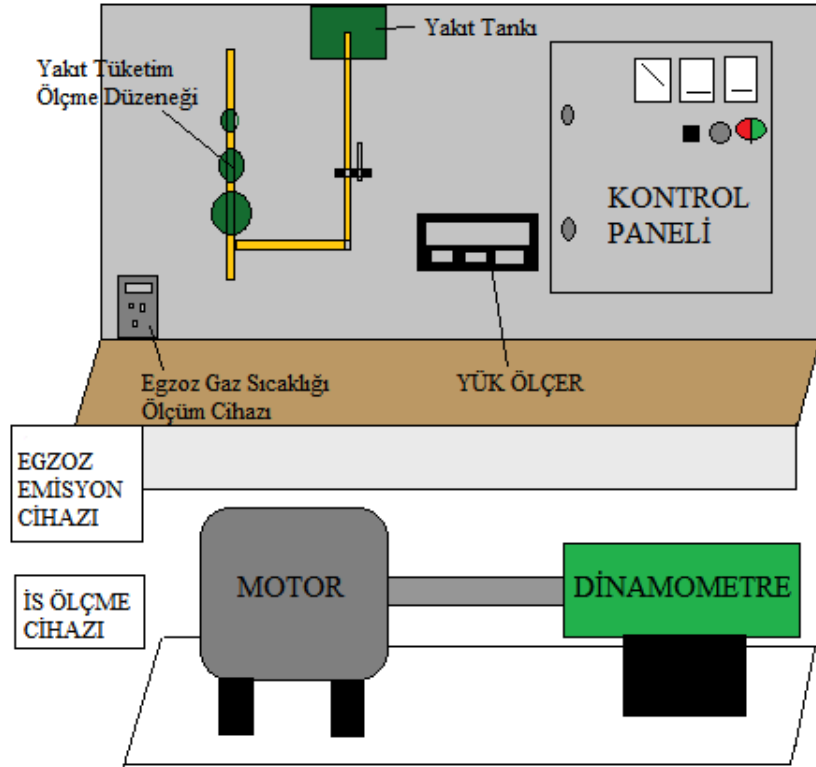 Yakıt Tankı
Yakıt Tüketim
Ölçme Düzeneği
KONTROL
PANELİ
Egzoz Gaz Sıcaklığı
Ölçüm Cihazı
YÜK ÖLÇER
EGZOZ
EMİSYON
CİHAZI
İS ÖLÇME
CİHAZI
MOTOR
DİNAMOMETRE